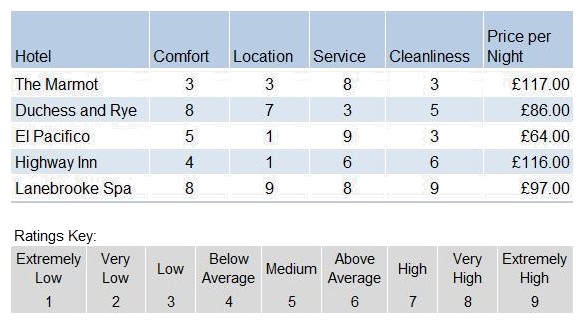 Hotel Comfort Location Service Cleanliness Price per Night
The Marmot 3 3 8 3 £117.00
Duchess and Rye 8 7 3 5 £86.00
El Pacifico 5 1 9 3 £64.00
Highway Inn 4 1 6 6 £116.00
Lanebrooke Spa 8 9 8 9 £97.00
Ratings Key:
Extremely Low Very Low Low Below Average Medium Above Average High Very High Extremely High
1 2 3 4 5 6 7 8 9